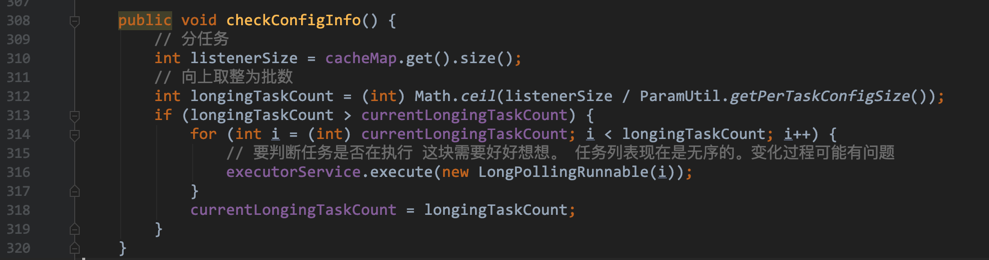 307
308 public void checkConfigInfo() {
309 // 分任务
310 int listenerSize = cacheMap.get().size();
311 // 向上取整为批数
312 int longingTaskCount = (int) Math.ceil(listenerSize / ParamUtil.getPerTaskConfigSize());
313 if (longingTaskCount > currentLongingTaskCount) {
314 for (int i = (int) currentLongingTaskCount; i < longingTaskCount; i++) {
315 // 要判断任务是否在执行 这块需要好好想想。 任务列表现在是无序的。变化过程可能有问题
316 executorService.execute(new LongPollingRunnable(i));
317 }
318 currentLongingTaskCount = longingTaskCount;
319 }
320 }